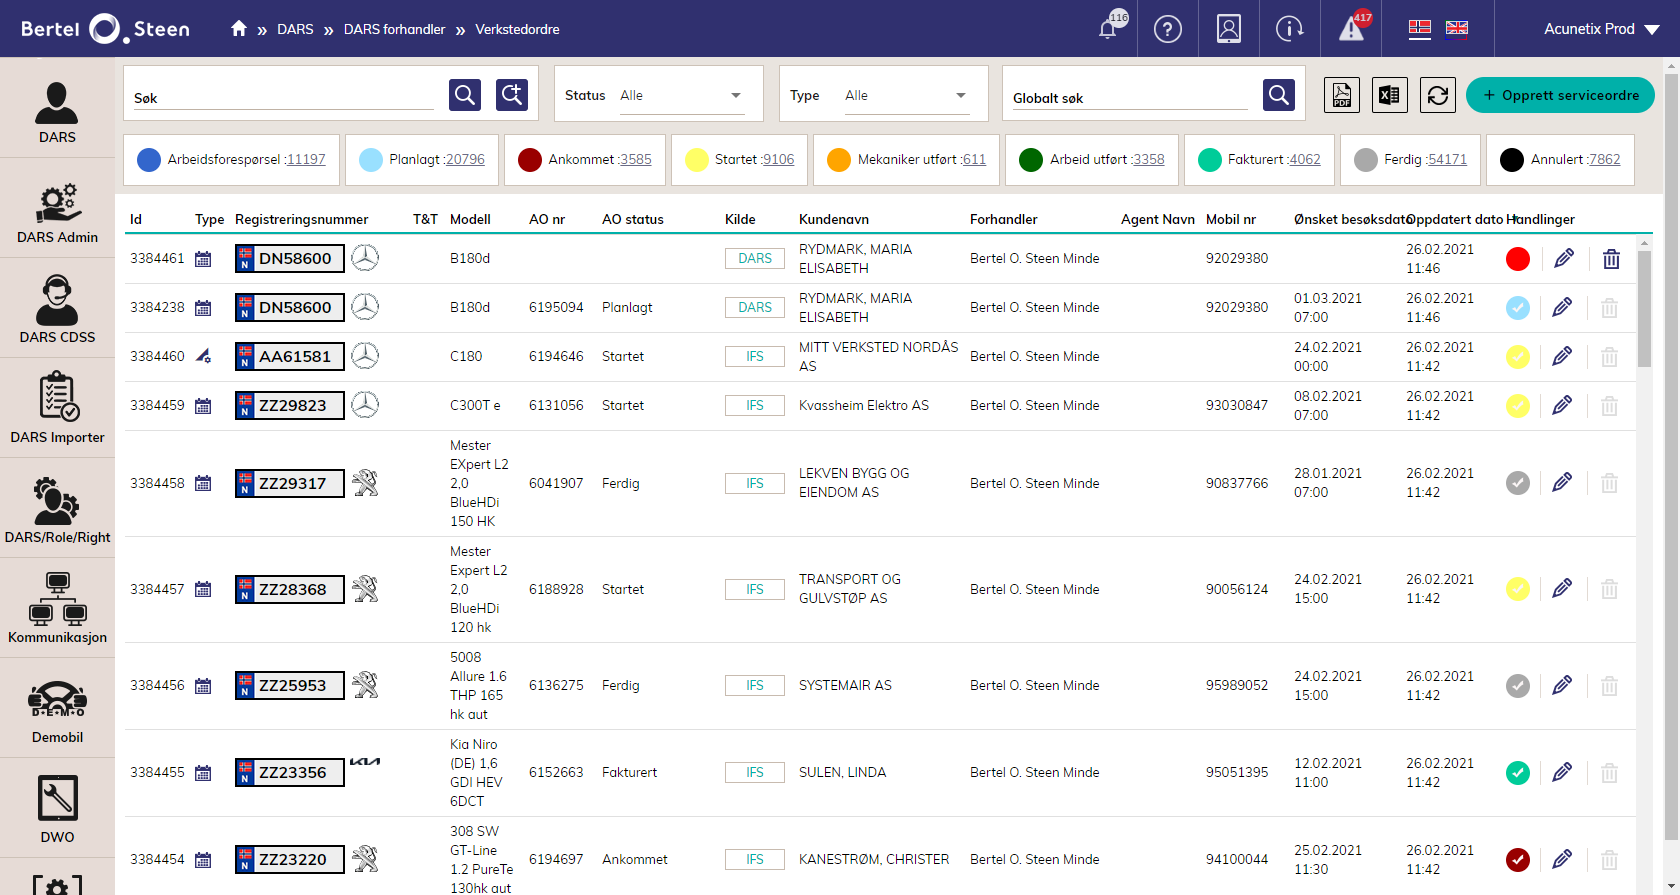 Bertel O. Steen
» DARS » DARS forhandler » Verkstedordre
116
417
Acunetix Prod
Søk
Status Alle
Type Alle
Globalt søk
PDF
+ Opprett serviceordre
Arbeidsforespørsel :11197
Planlagt :20796
Ankommet :3585
Startet :9106
Mekaniker utført :611
Arbeid utført :3358
Fakturert :4062
Ferdig :54171
Annulert :7862
DARS
DARS Admin
DARS CDSS
DARS Importer
DARS/Role/Right
Kommunikasjon
D•E•M•O
Demobil
DWO
Id Type Registreringsnummer T&T Modell AO nr AO status Kilde Kundenavn Forhandler Agent Navn Mobil nr Ønsket besøksdato Oppdatert dato Handlinger
3384461 N DN58600 B180d DARS RYDMARK, MARIA ELISABETH Bertel O. Steen Minde 92029380 26.02.2021 11:46
3384238 N DN58600 B180d 6195094 Planlagt DARS RYDMARK, MARIA ELISABETH Bertel O. Steen Minde 92029380 01.03.2021 07:00 26.02.2021 11:46
3384460 N AA61581 C180 6194646 Startet IFS MITT VERKSTED NORDÅS AS Bertel O. Steen Minde 24.02.2021 00:00 26.02.2021 11:42
3384459 N ZZ29823 C300T e 6131056 Startet IFS Kvassheim Elektro AS Bertel O. Steen Minde 93030847 08.02.2021 07:00 26.02.2021 11:42
3384458 N ZZ29317 Mester EXpert L2 2,0 BlueHDi 150 HK 6041907 Ferdig IFS LEKVEN BYGG OG EIENDOM AS Bertel O. Steen Minde 90837766 28.01.2021 07:00 26.02.2021 11:42
3384457 N ZZ28368 Mester Expert L2 2,0 BlueHDi 120 hk 6188928 Startet IFS TRANSPORT OG GULVSTØP AS Bertel O. Steen Minde 90056124 24.02.2021 15:00 26.02.2021 11:42
3384456 N ZZ25953 5008 Allure 1.6 THP 165 hk aut 6136275 Ferdig IFS SYSTEMAIR AS Bertel O. Steen Minde 95989052 24.02.2021 15:00 26.02.2021 11:42
3384455 N ZZ23356 Kia Niro (DE) 1,6 GDI HEV 6DCT 6152663 Fakturert IFS SULEN, LINDA Bertel O. Steen Minde 95051395 12.02.2021 11:00 26.02.2021 11:42
3384454 N ZZ23220 308 SW GT-Line 1.2 PureTe 130hk aut 6194697 Ankommet IFS KANESTRØM, CHRISTER Bertel O. Steen Minde 94100044 25.02.2021 11:30 26.02.2021 11:42